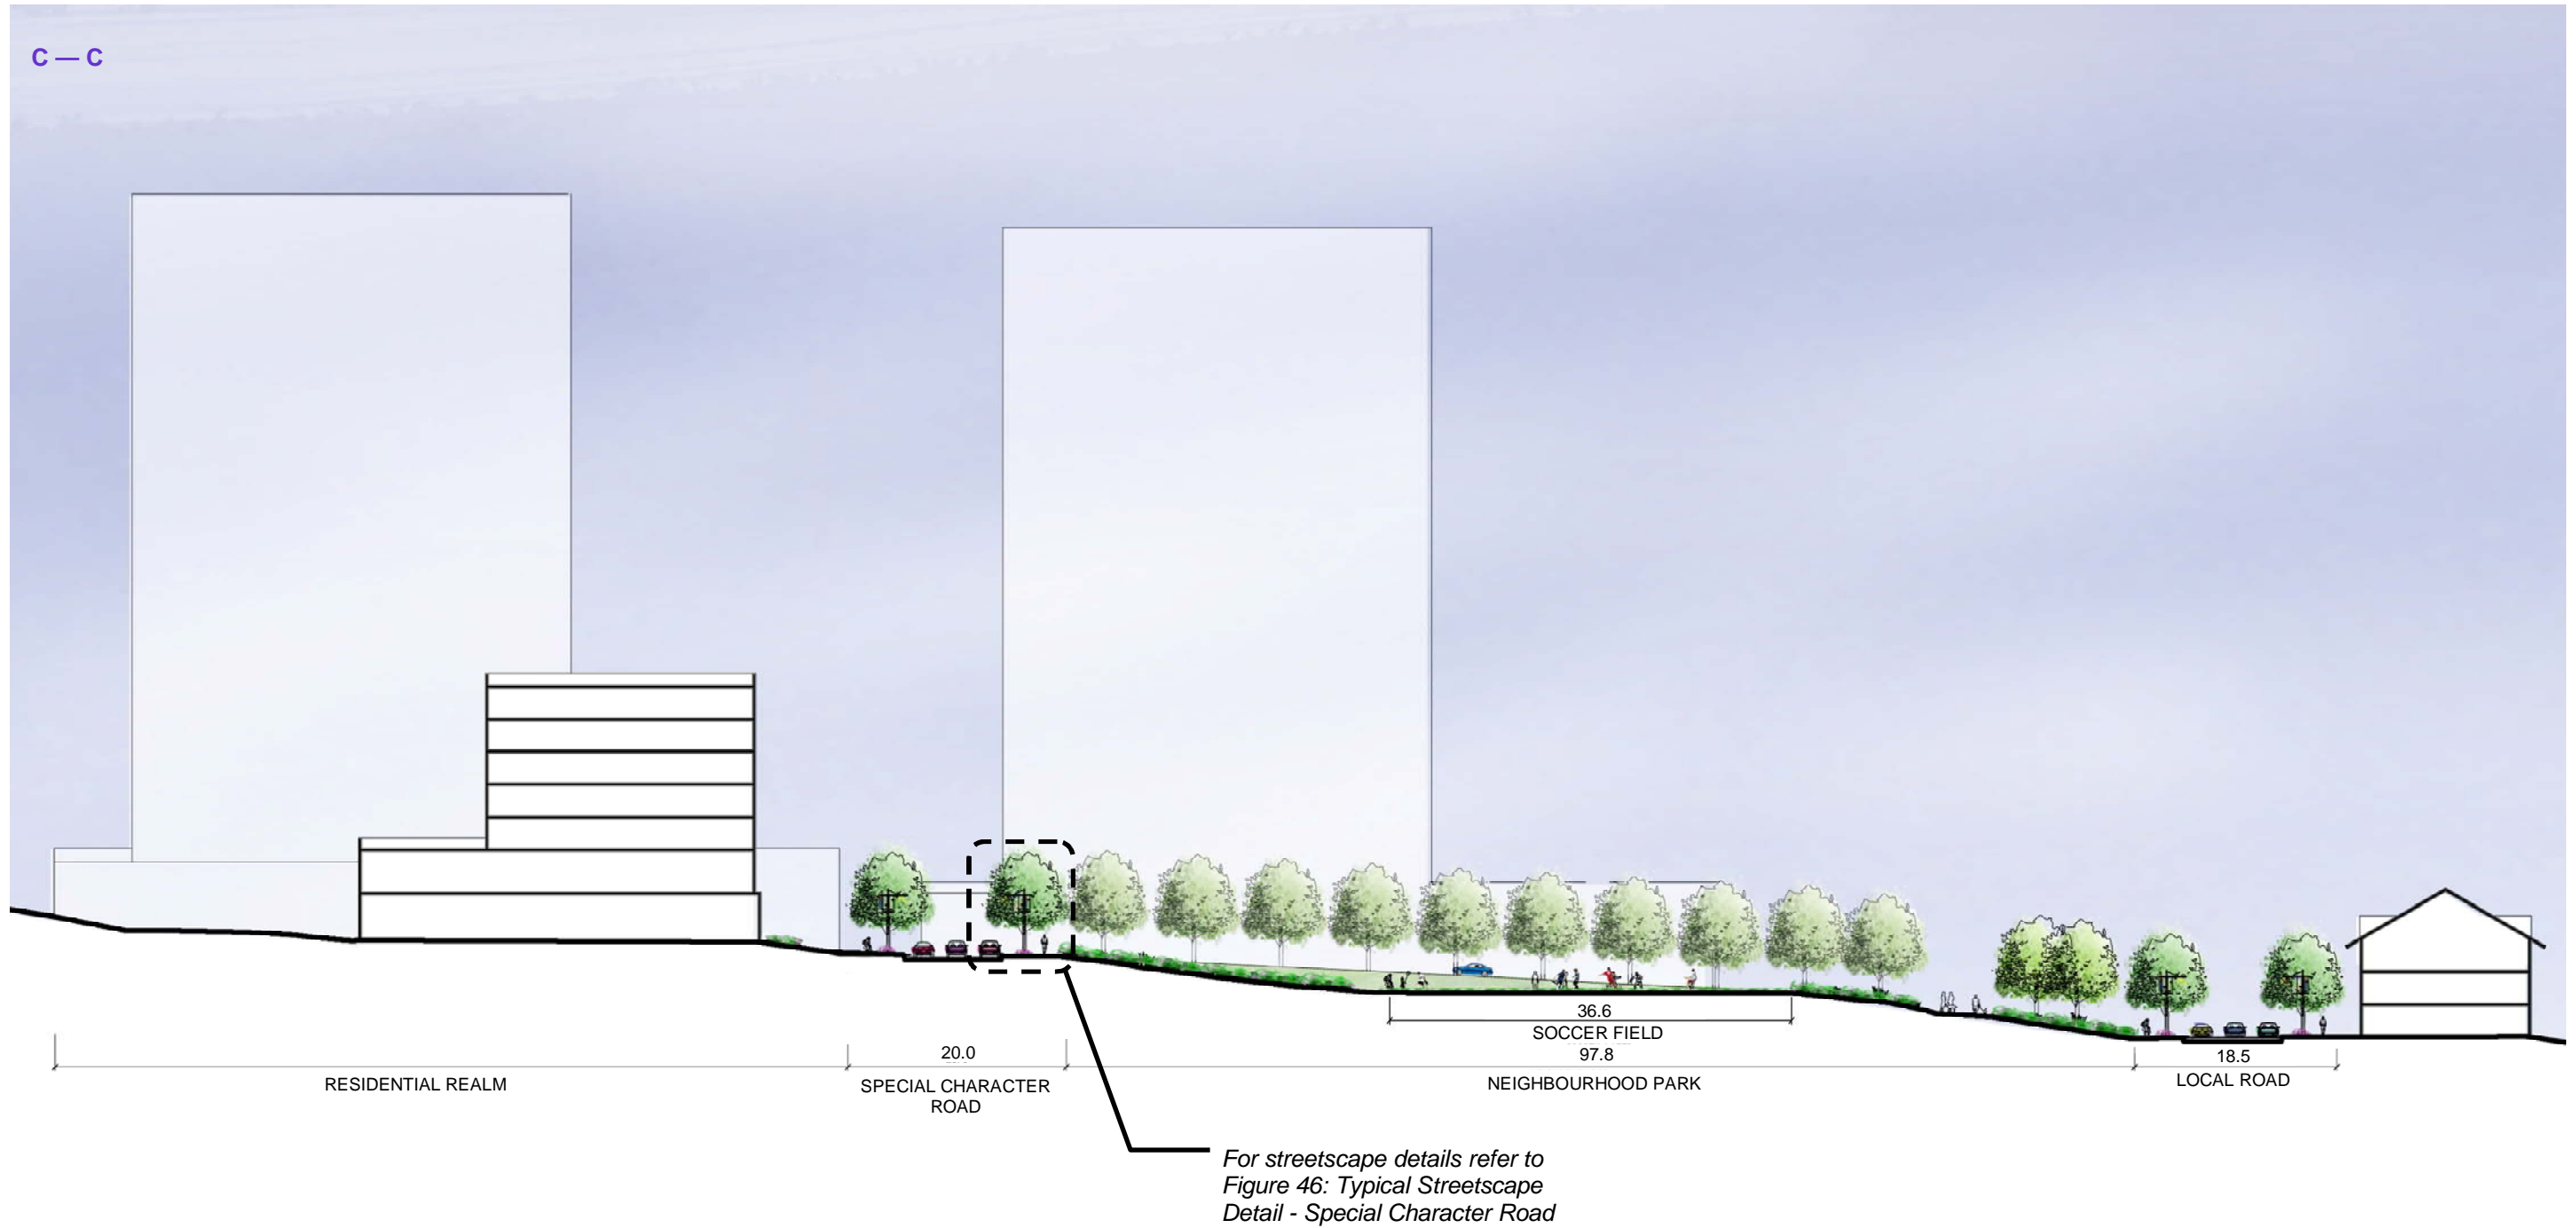 C — C
36.6
SOCCER FIELD
20.0
97.8
18.5
RESIDENTIAL REALM
SPECIAL CHARACTER
ROAD
NEIGHBOURHOOD PARK
LOCAL ROAD
For streetscape details refer to
Figure 46: Typical Streetscape
Detail - Special Character Road